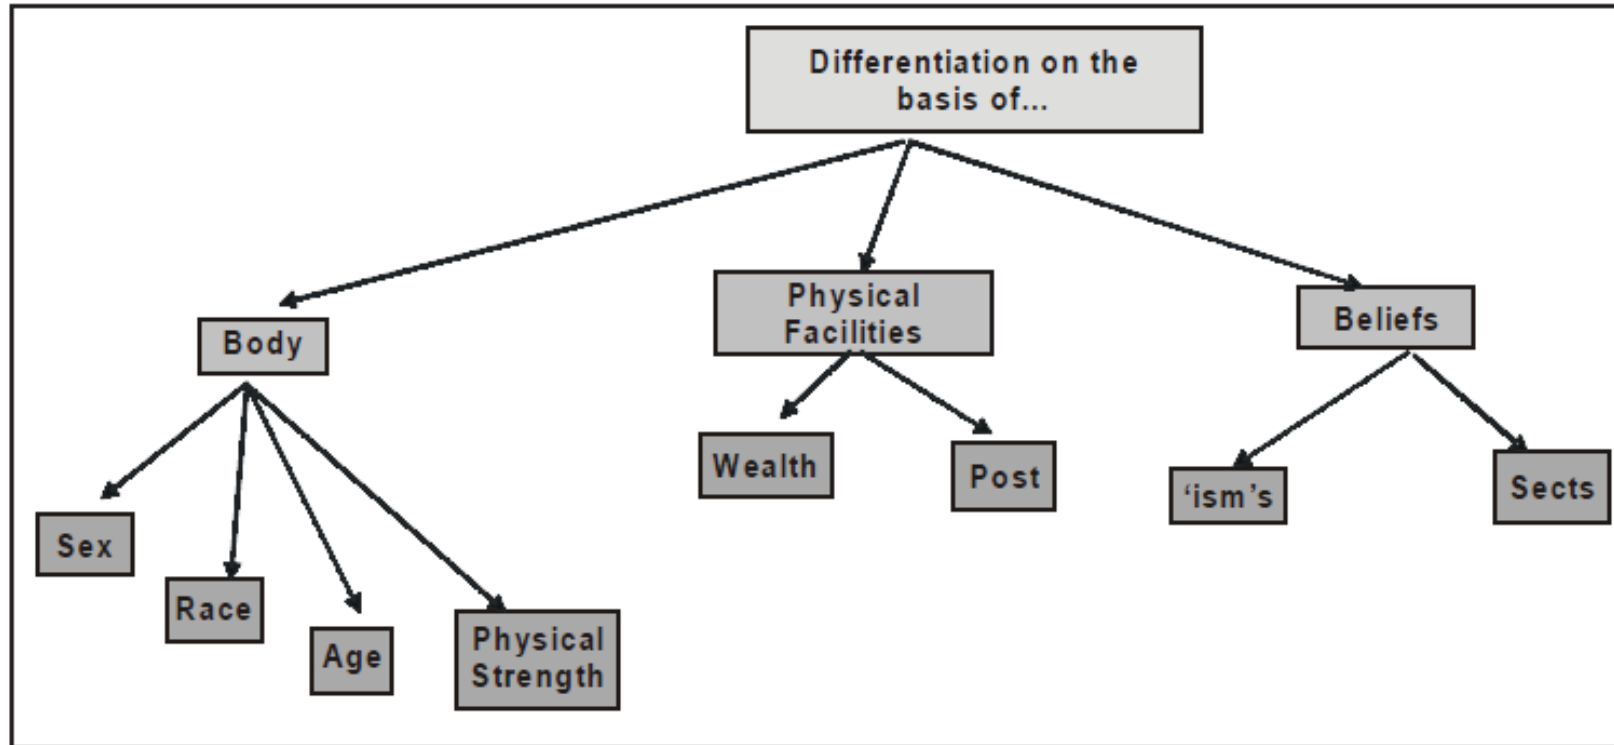 Differentiation on the
basis of...
Body
Physical
Facilities
Beliefs
Sex
Race
Age
Physical
Strength
Wealth
Post
‘ism’s
Sects